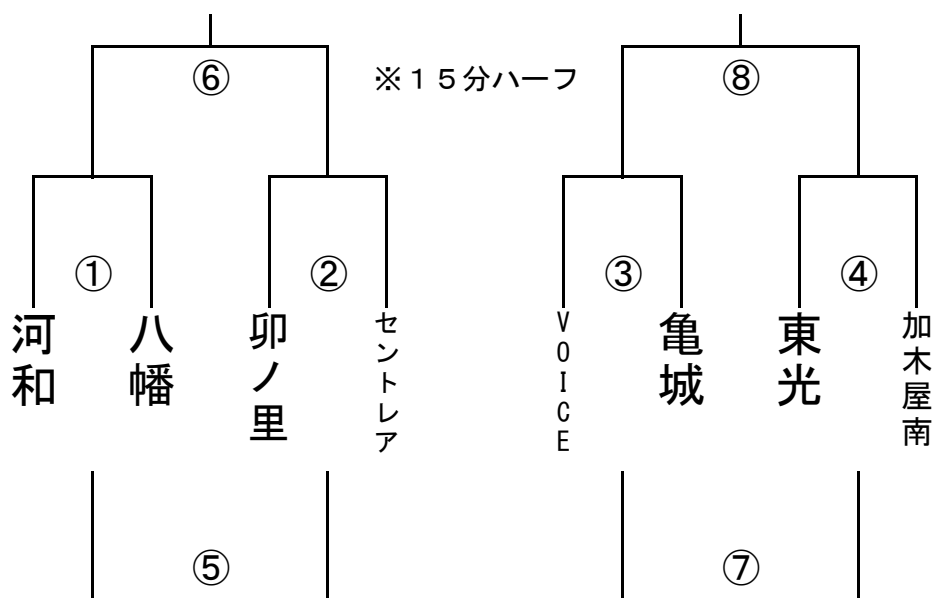 ⑥
※１５分ハーフ
⑧
①
②
③
④
河和
八幡
卯ノ里
セントレア
VOICE
亀城
東光
加木屋南
⑤
⑦